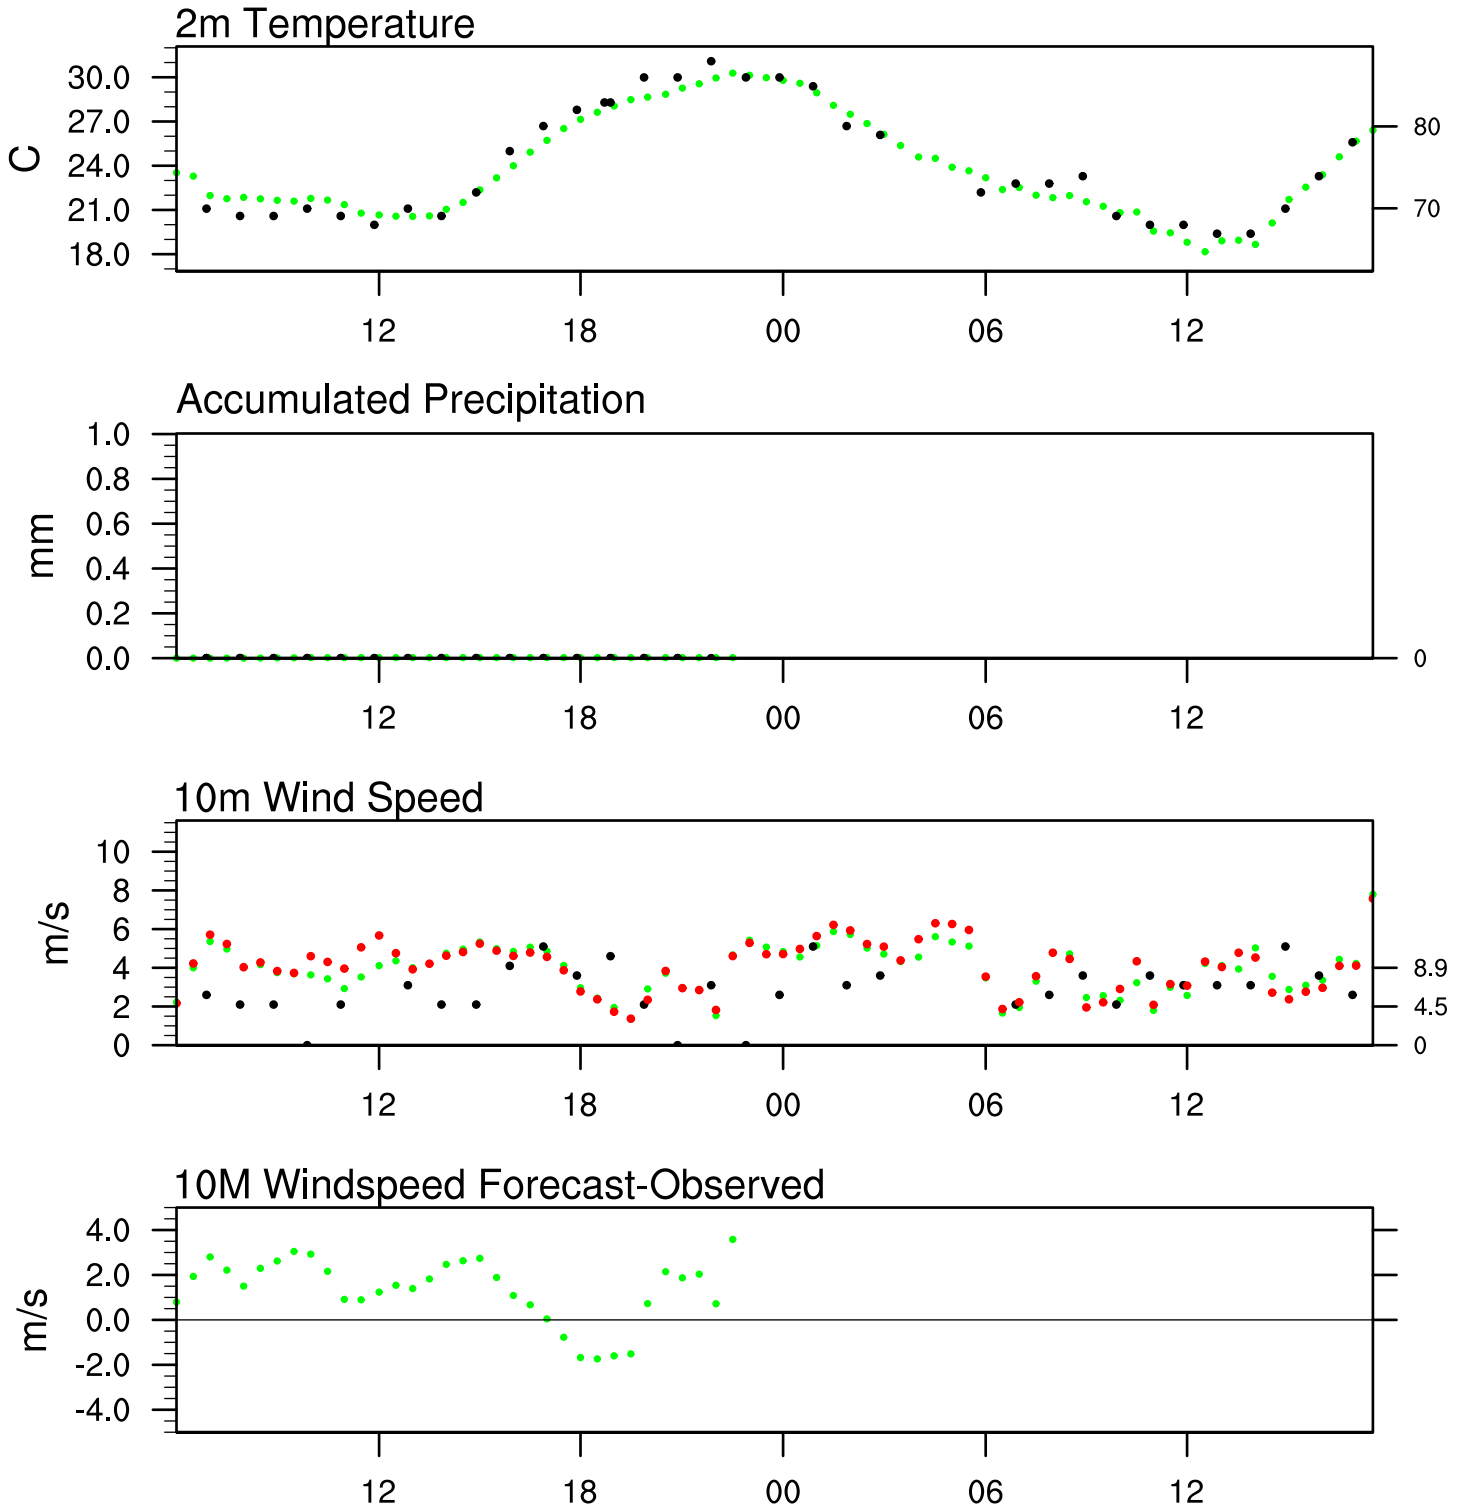 2m Temperature
30.0
27.0
80
24.0
C
21.0
70
18.0
12 18 00 06 12
Accumulated Precipitation
1.0
0.8
0.6
mm
0.4
0.2
0.0
0
12 18 00 06 12
10m Wind Speed
10
8
6
m/s
4
8.9
2
4.5
0
0
12 18 00 06 12
10M Windspeed Forecast-Observed
4.0
2.0
0.0
m/s
-2.0
-4.0
12 18 00 06 12